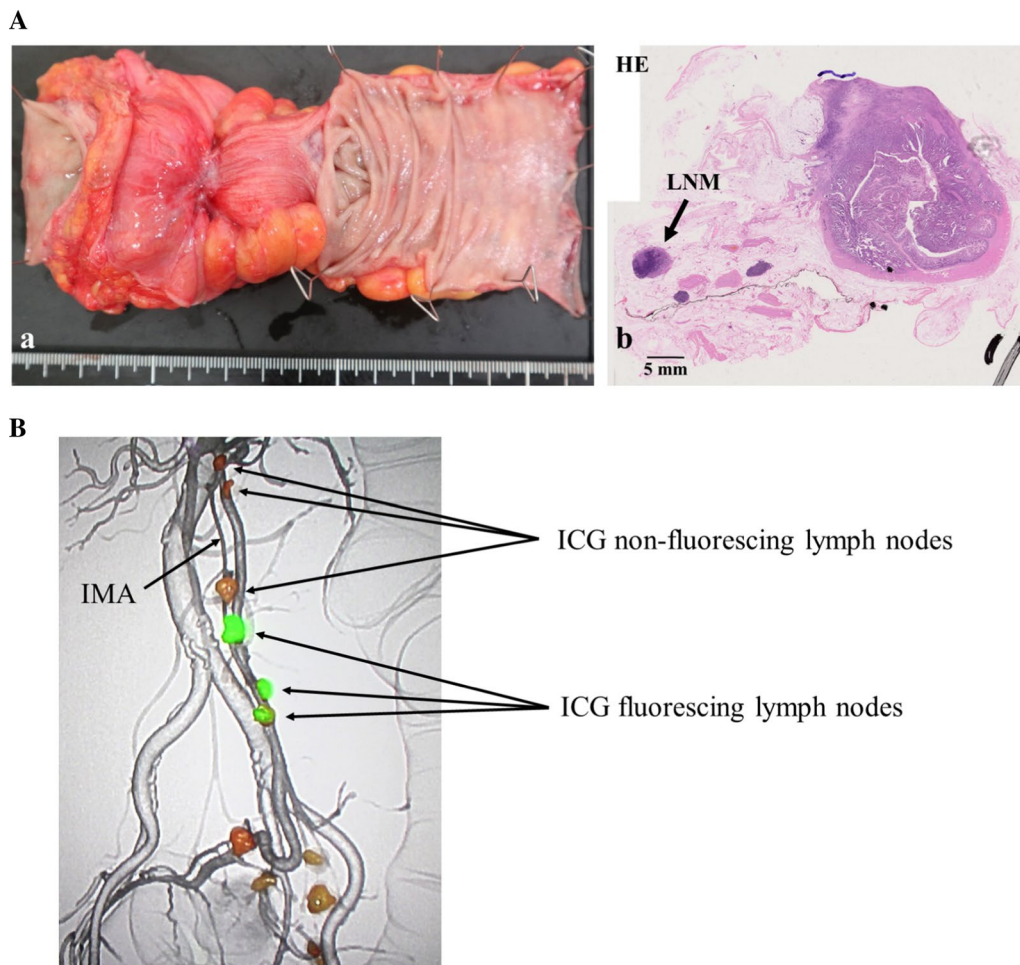 A
a
HE
LNM
b
5 mm
B
IMA
ICG non-fluorescing lymph nodes
ICG fluorescing lymph nodes